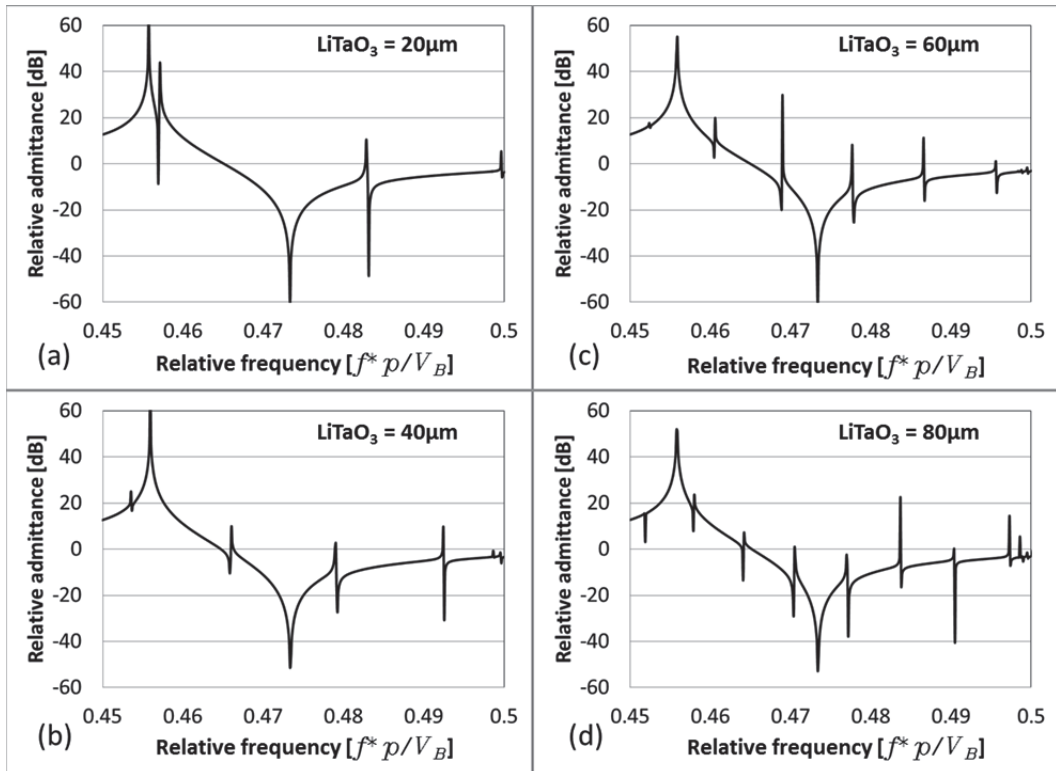 LiTaO₃ = 20μm
Relative admittance [dB]
60
40
20
0
-20
-40
-60
0.45 0.46 0.47 0.48 0.49 0.5
(a)
Relative frequency [f* p/V_B]
LiTaO₃ = 60μm
Relative admittance [dB]
60
40
20
0
-20
-40
-60
0.45 0.46 0.47 0.48 0.49 0.5
(c)
Relative frequency [f* p/V_B]
LiTaO₃ = 40μm
Relative admittance [dB]
60
40
20
0
-20
-40
-60
0.45 0.46 0.47 0.48 0.49 0.5
(b)
Relative frequency [f* p/V_B]
LiTaO₃ = 80μm
Relative admittance [dB]
60
40
20
0
-20
-40
-60
0.45 0.46 0.47 0.48 0.49 0.5
(d)
Relative frequency [f* p/V_B]